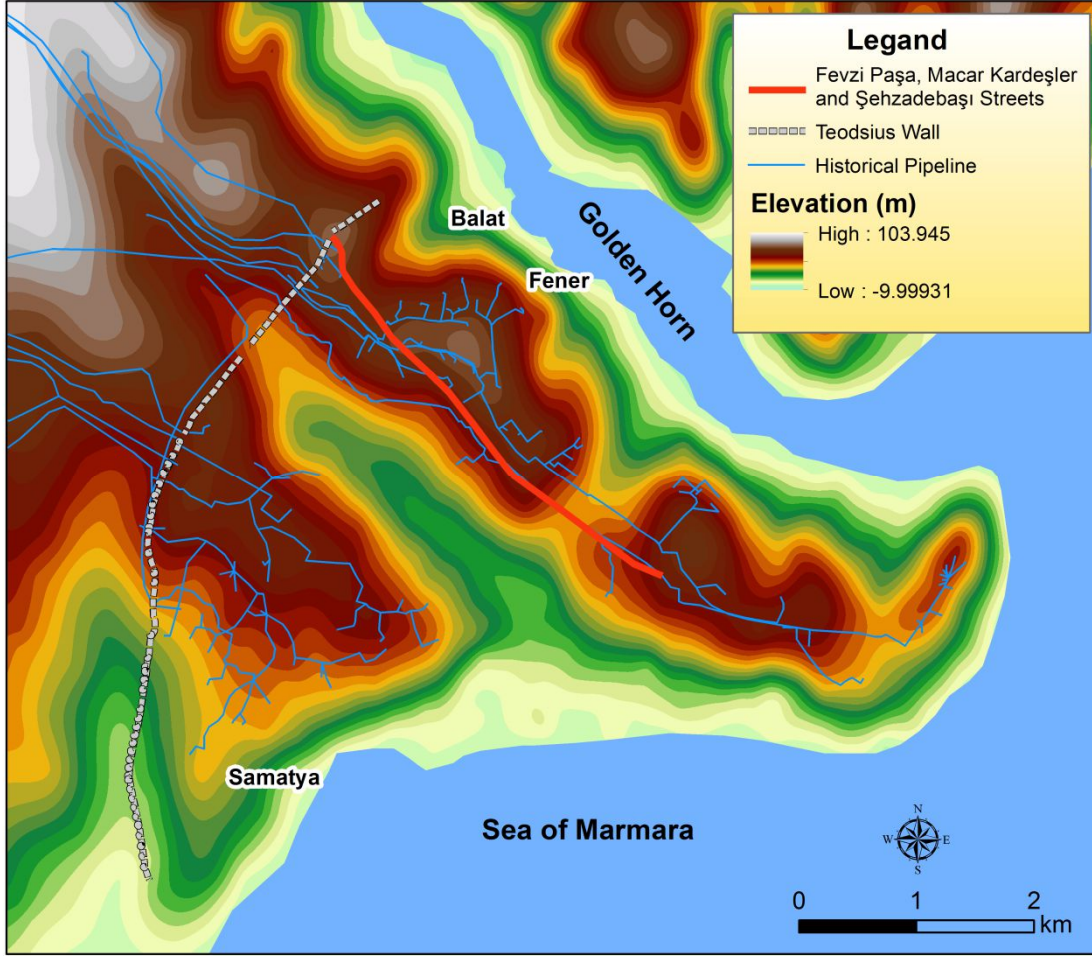 Legand
Fevzi Paşa, Macar Kardeşler
and Şehzadebaşı Streets
Teodsius Wall
Historical Pipeline
Elevation (m)
High : 103.945
Low : -9.99931
Balat
Fener
Golden Horn
Samatya
Sea of Marmara
N
W
E
S
0
1
2
km